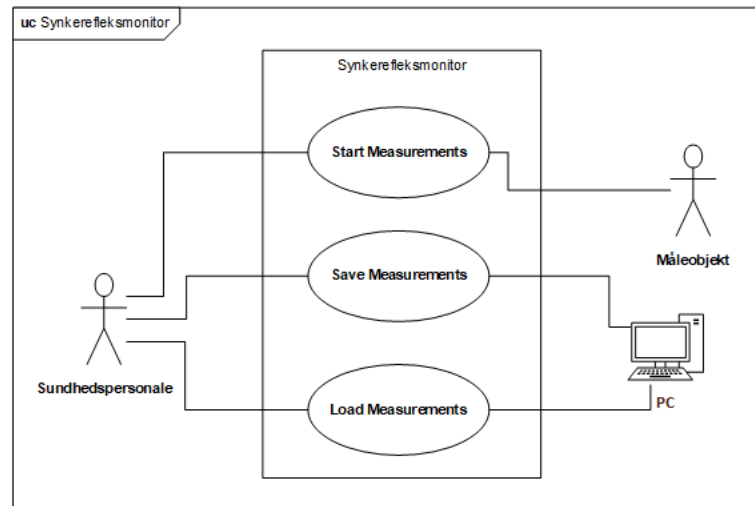 uc Synkerefleksmonitor
Synkerefleksmonitor
Start Measurements
Måleobjekt
Save Measurements
Sundhedspersonale
PC
Load Measurements